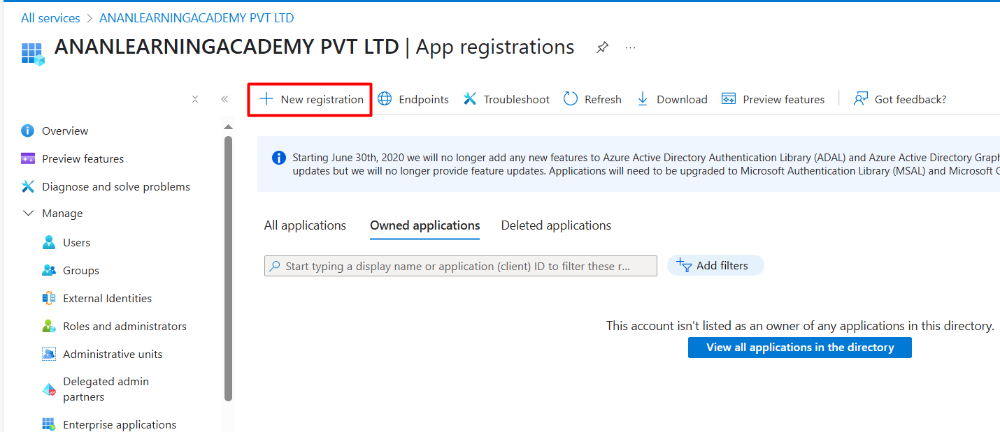 All services > ANANLEARNINGACADEMY PVT LTD
ANANLEARNINGACADEMY PVT LTD | App registrations
New registration
Endpoints
Troubleshoot
Refresh
Download
Preview features
Got feedback?
Overview
Preview features
Diagnose and solve problems
Manage
Users
Groups
External Identities
Roles and administrators
Administrative units
Delegated admin
partners
Enterprise applications
Starting June 30th, 2020 we will no longer add any new features to Azure Active Directory Authentication Library (ADAL) and Azure Active Directory Graph
updates but we will no longer provide feature updates. Applications will need to be upgraded to Microsoft Authentication Library (MSAL) and Microsoft G
All applications
Owned applications
Deleted applications
Start typing a display name or application (client) ID to filter these r...
Add filters
This account isn't listed as an owner of any applications in this directory.
View all applications in the directory